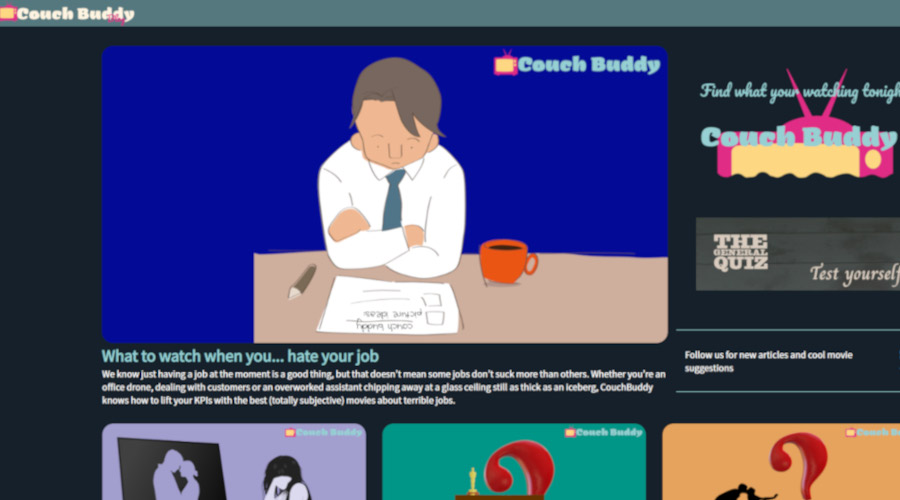 Couch Buddy
Couch Buddy
couch buddy
picture ideas
What to watch when you... hate your job
We know just having a job at the moment is a good thing, but that doesn't mean some jobs don't suck more than others. Whether you're an
office drone, dealing with customers or an overworked assistant chipping away at a glass ceiling still as thick as an iceberg, CouchBuddy
knows how to lift your KPIs with the best (totally subjective) movies about terrible jobs.
Find what your watching tonigh
Couch Buddy
THE
GENERAL
QUIZ
Test yourself
Follow us for new articles and cool movie
suggestions
Couch Buddy
Couch Buddy
Couch Buddy